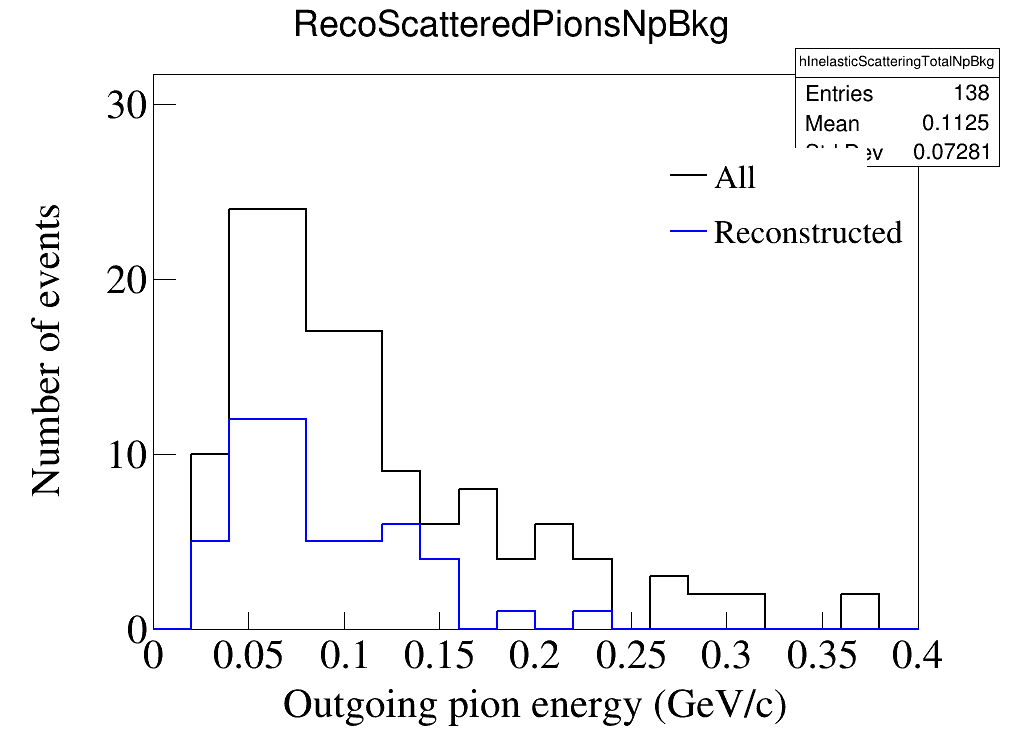 RecoScatteredPionsNpBkg
hInelasticScatteringTotalNpBkg
Entries 138
Mean 0.1125
0.07281
All
Reconstructed
Number of events
30
20
10
0
0 0.05 0.1 0.15 0.2 0.25 0.3 0.35 0.4
Outgoing pion energy (GeV/c)